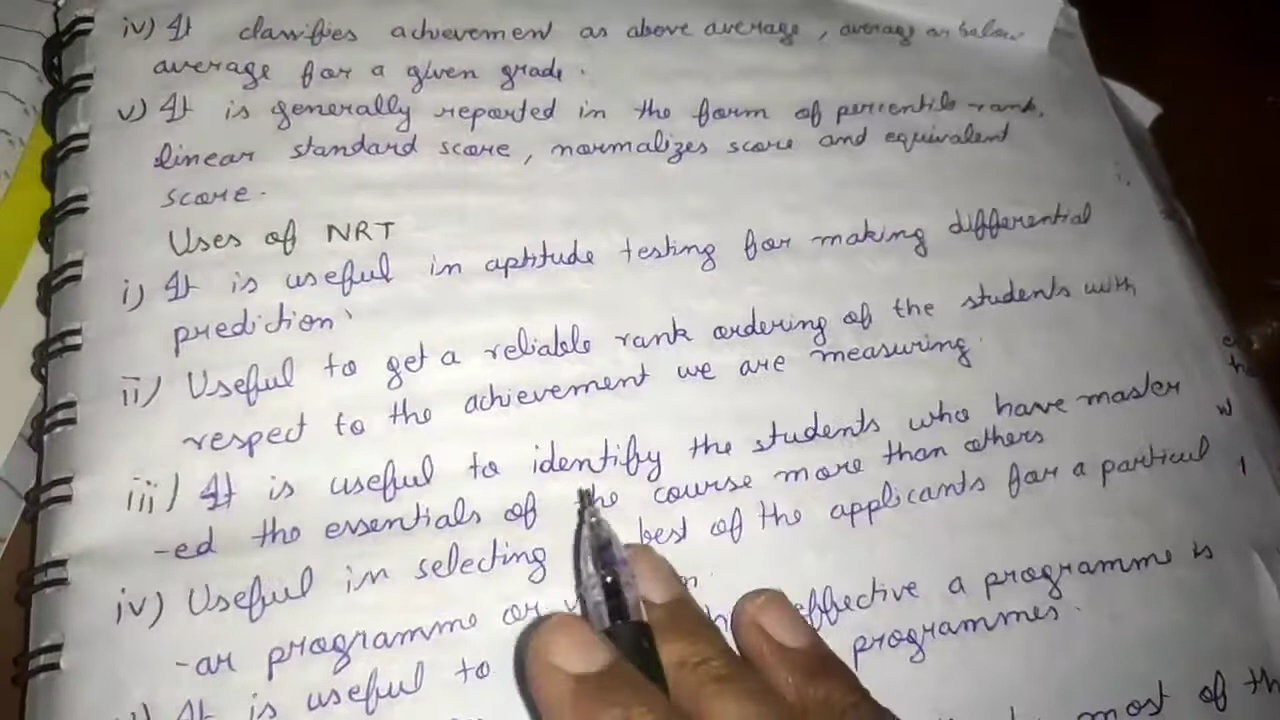 iv) It classifies achievement as above average, average or below
average for a given grade.
v) It is generally reported in the form of percentile rank,
linear standard score, normalizes score and equivalent
score.
Uses of NRT
i) It is useful in aptitude testing for making differential
prediction.
ii) Useful to get a reliable rank ordering of the students with
respect to the achievement we are measuring.
iii) It is useful to identify the students who have master
-ed the essentials of the course more than others
iv) Useful in selecting best of the applicants for a particul
-ar programme or
effective a programme is
It is useful to programmes.
most of the